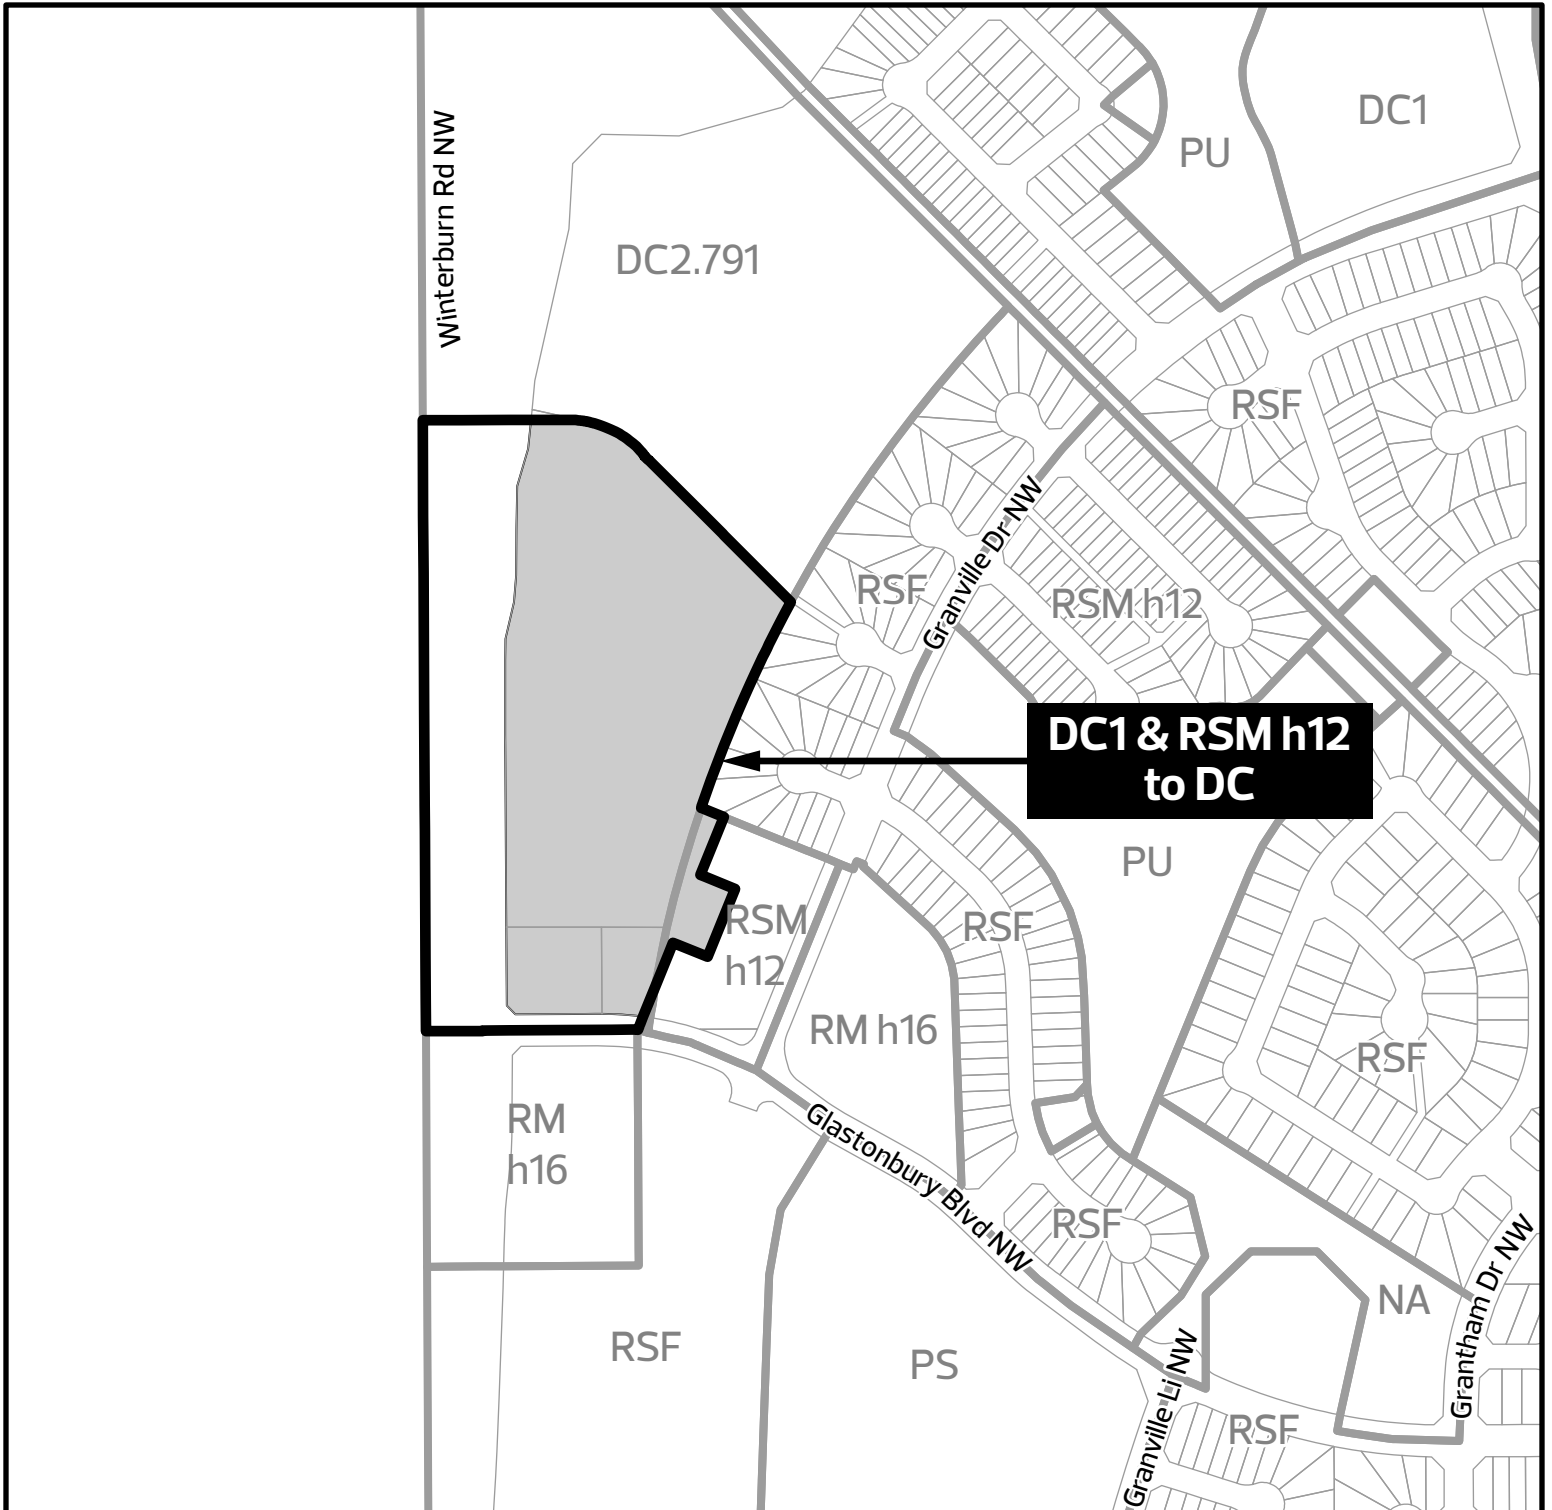 DC1
PU
Winterburn Rd NW
DC2.791
RSF
Granville Dr NW
RSF
RSM h12
DC1 & RSM h12
to DC
PU
RSM
h12
RSF
RM h16
RSF
RM
h16
Glastonbury Blvd NW
RSF
Grantham Dr NW
NA
RSF
PS
Granville Li NW
RSF